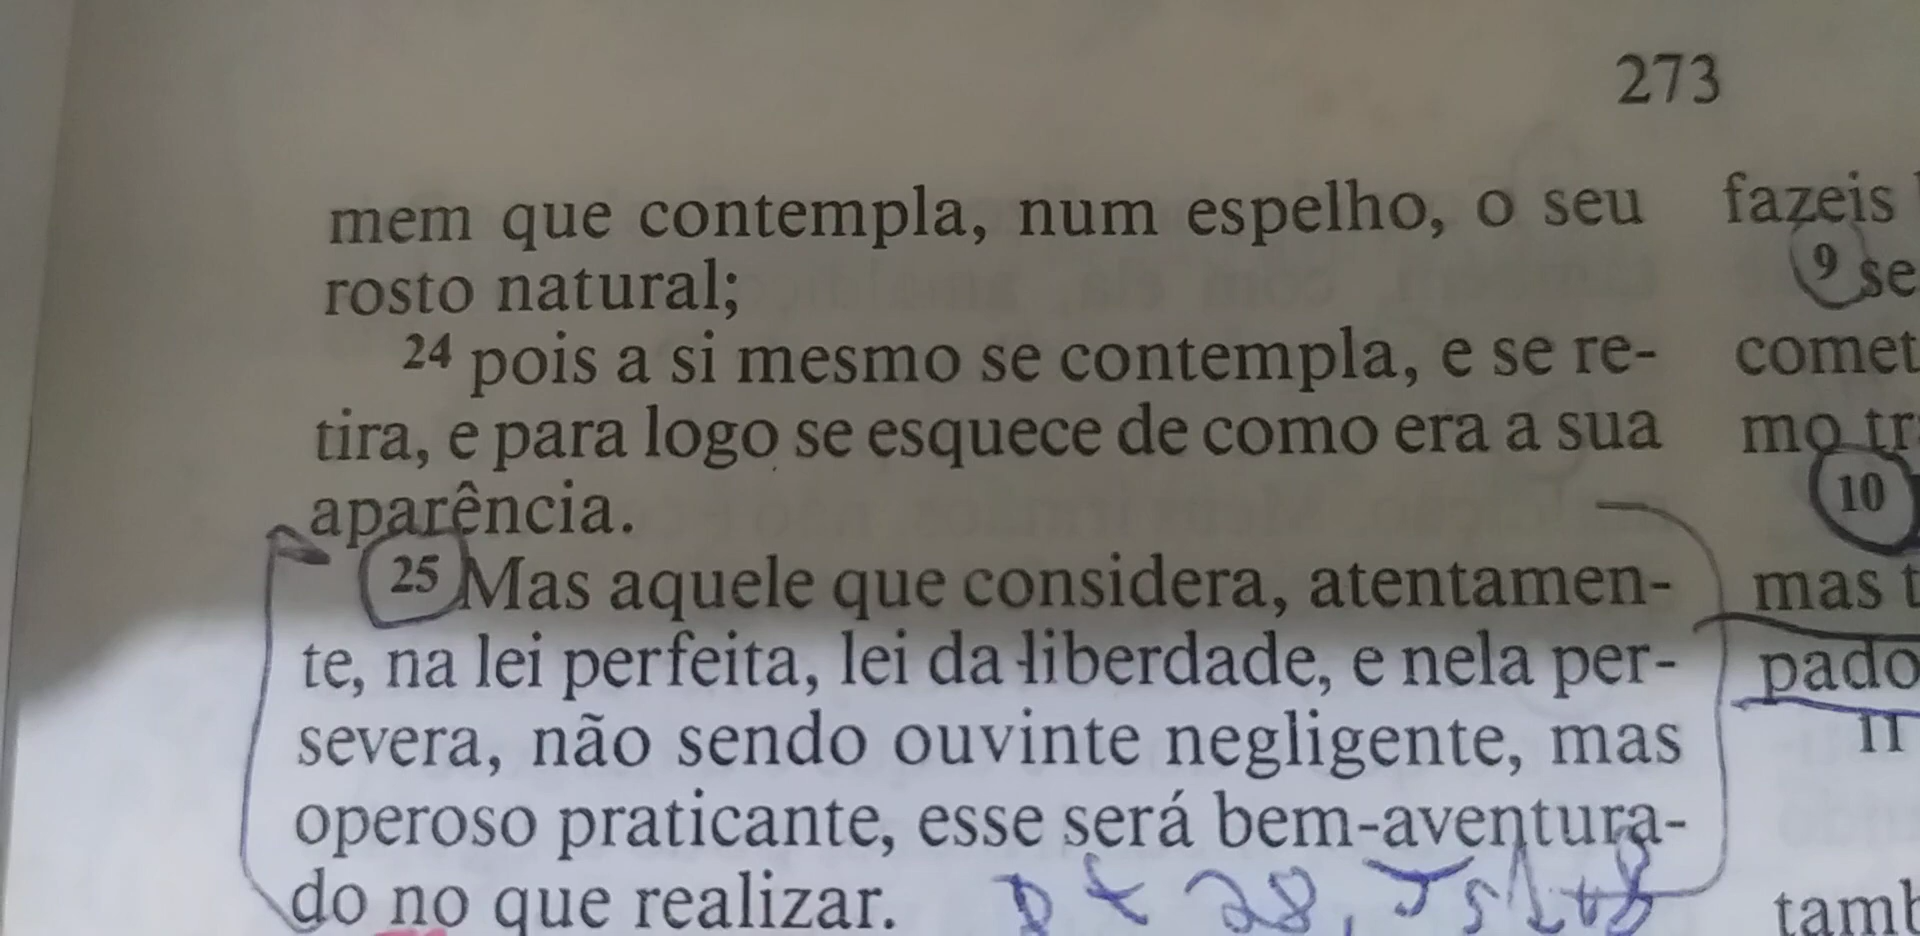 273
mem que contempla, num espelho, o seu
rosto natural;
24 pois a si mesmo se contempla, e se re-
tira, e para logo se esquece de como era a sua
aparência.
25 Mas aquele que considera, atentamen-
te, na lei perfeita, lei da liberdade, e nela per-
severa, não sendo ouvinte negligente, mas
operoso praticante, esse será bem-aventura-
do no que realizar.
fazeis
9 se
comet
mo tr
10
mas t
pado
11
tamb